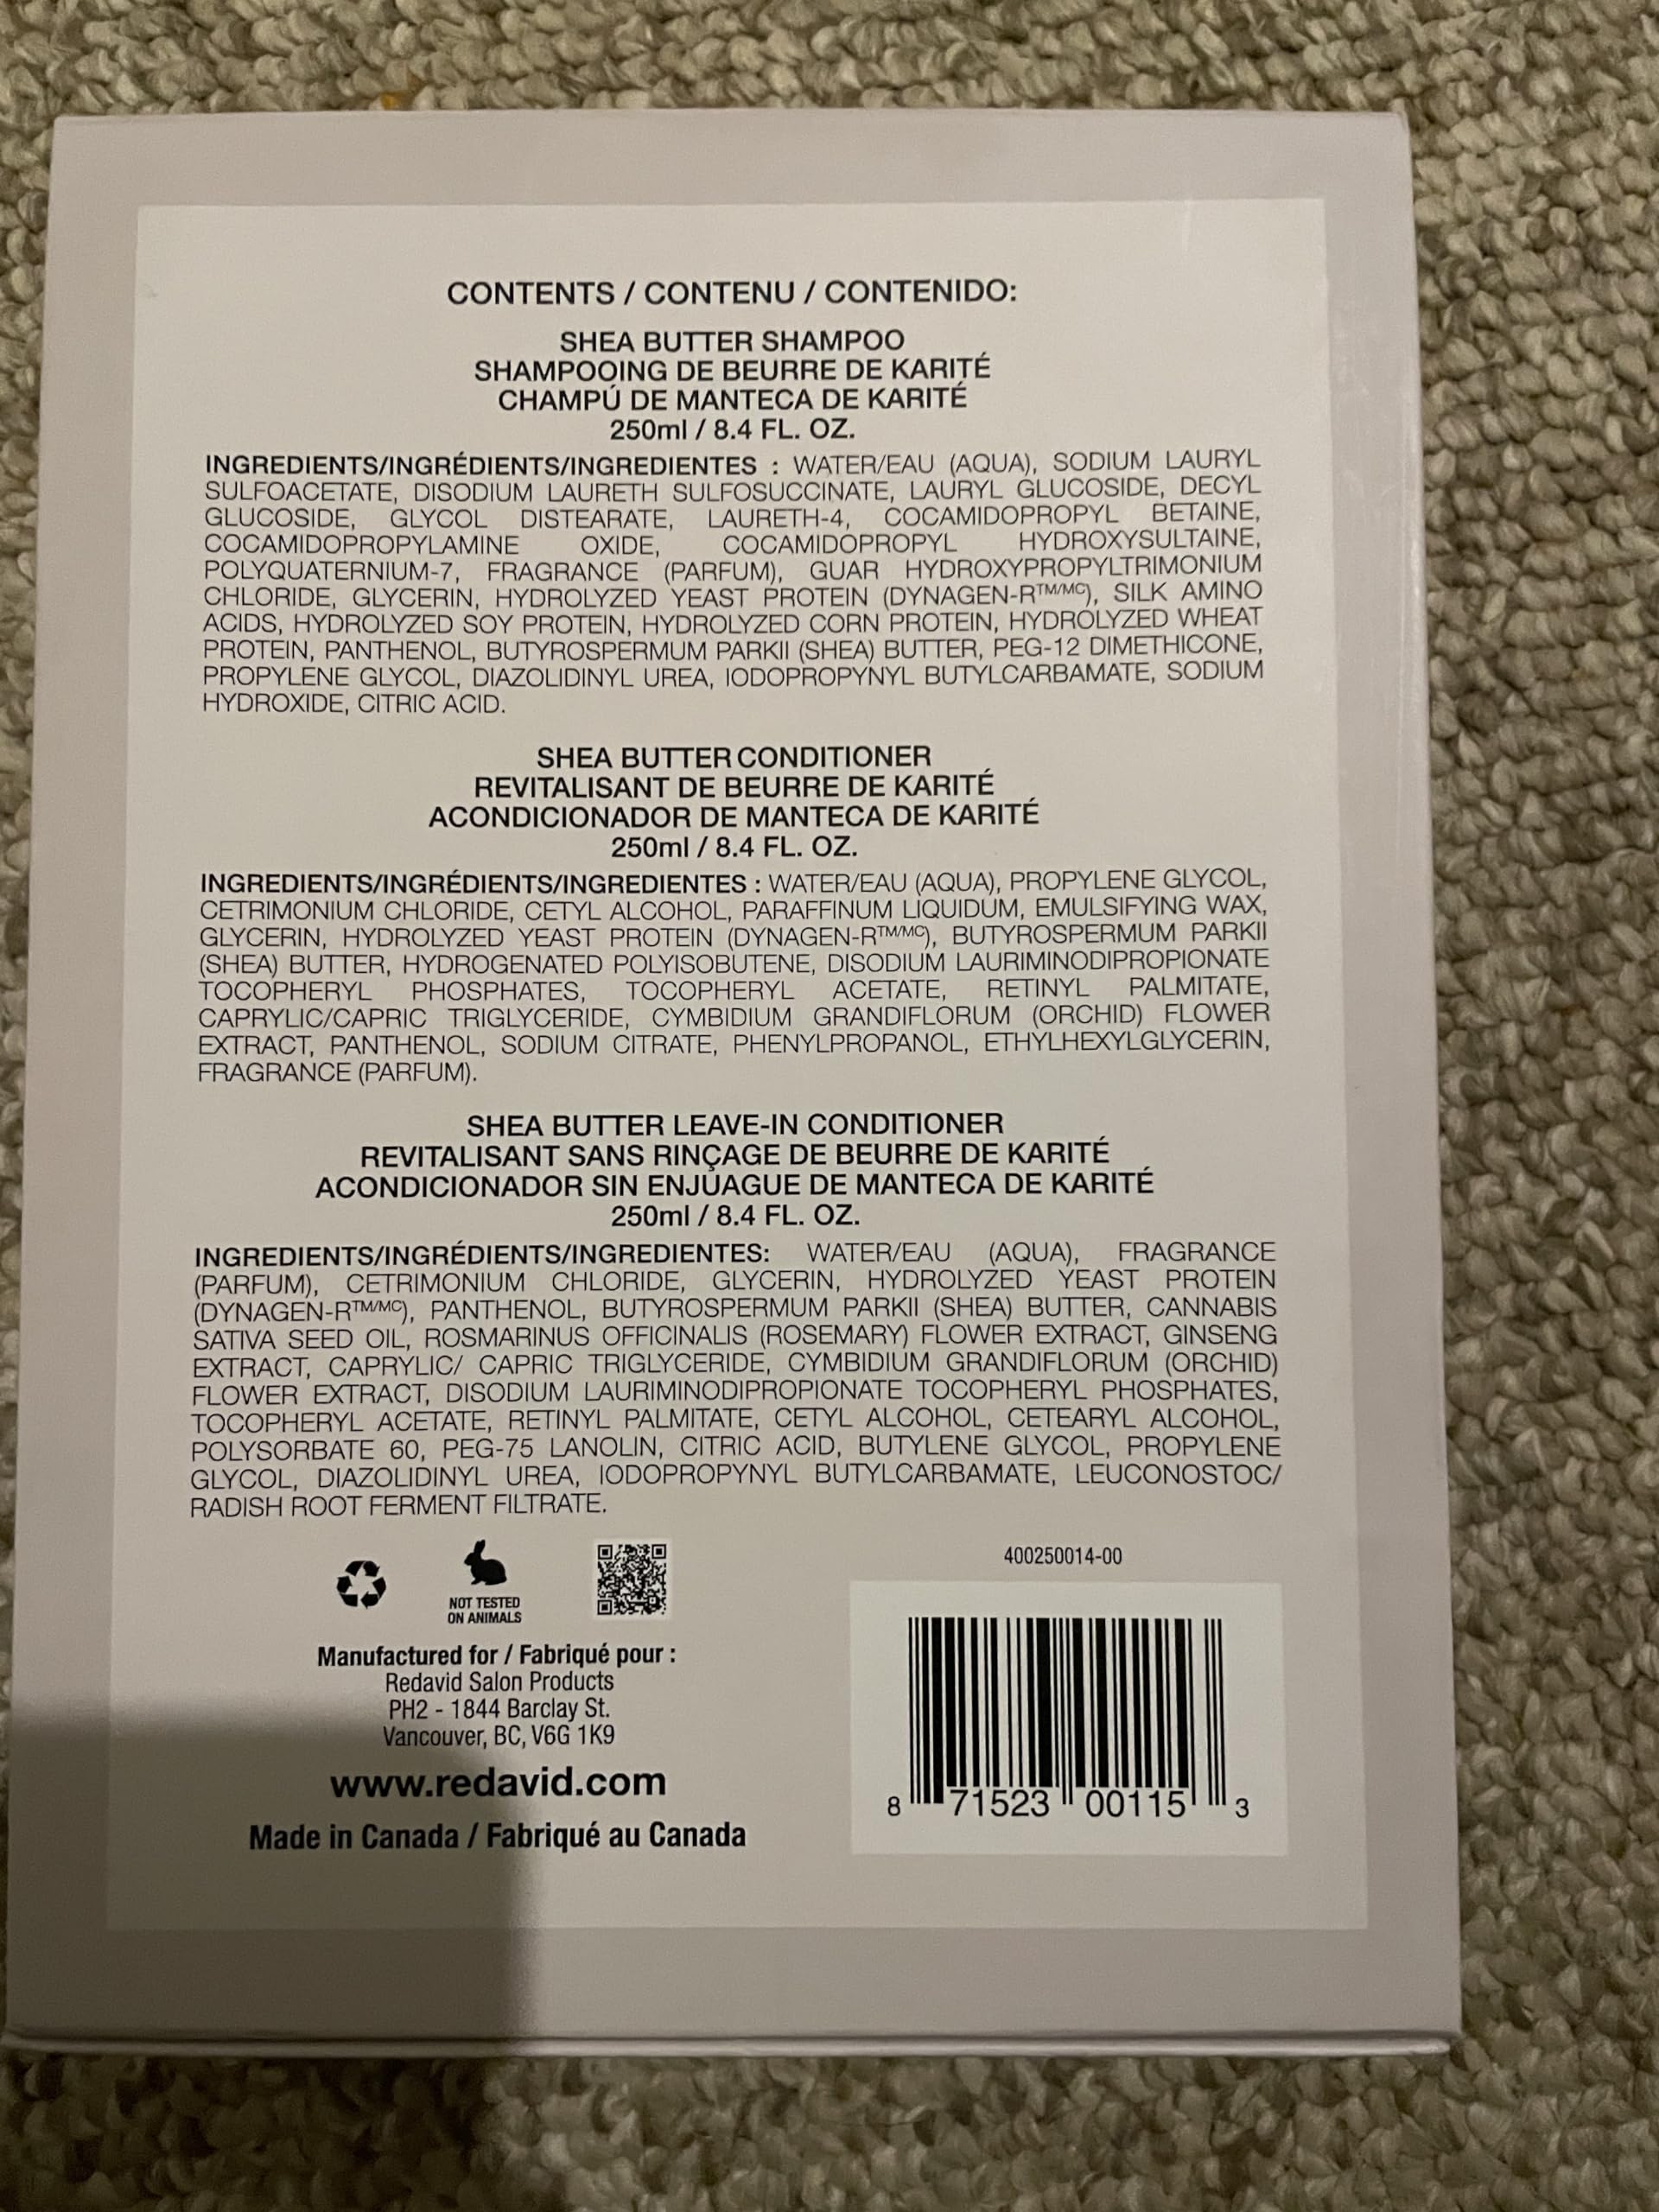 CONTENTS / CONTENU / CONTENIDO:
SHEA BUTTER SHAMPOO
SHAMPOOING DE BEURRE DE KARITÉ
CHAMPÚ DE MANTECA DE KARITÉ
250ml / 8.4 FL. OZ.
INGREDIENTS/INGRÉDIENTS/INGREDIENTES : WATER/EAU (AQUA), SODIUM LAURYL
SULFOACETATE, DISODIUM LAURETH SULFOSUCCINATE, LAURYL GLUCOSIDE, DECYL
GLUCOSIDE, GLYCOL DISTEARATE, LAURETH-4, COCAMIDOPROPYL BETAINE,
COCAMIDOPROPYLAMINE OXIDE, COCAMIDOPROPYL HYDROXYSULTAINE,
POLYQUATERNIUM-7, FRAGRANCE (PARFUM), GUAR HYDROXYPROPYLTRIMONIUM
CHLORIDE, GLYCERIN, HYDROLYZED YEAST PROTEIN (DYNAGEN-R™/MC), SILK AMINO
ACIDS, HYDROLYZED SOY PROTEIN, HYDROLYZED CORN PROTEIN, HYDROLYZED WHEAT
PROTEIN, PANTHENOL, BUTYROSPERMUM PARKII (SHEA) BUTTER, PEG-12 DIMETHICONE,
PROPYLENE GLYCOL, DIAZOLIDINYL UREA, IODOPROPYNYL BUTYLCARBAMATE, SODIUM
HYDROXIDE, CITRIC ACID.
SHEA BUTTER CONDITIONER
REVITALISANT DE BEURRE DE KARITÉ
ACONDICIONADOR DE MANTECA DE KARITÉ
250ml / 8.4 FL. OZ.
INGREDIENTS/INGRÉDIENTS/INGREDIENTES : WATER/EAU (AQUA), PROPYLENE GLYCOL,
CETRIMONIUM CHLORIDE, CETYL ALCOHOL, PARAFFINUM LIQUIDUM, EMULSIFYING WAX,
GLYCERIN, HYDROLYZED YEAST PROTEIN (DYNAGEN-R™/MC), BUTYROSPERMUM PARKII
(SHEA) BUTTER, HYDROGENATED POLYISOBUTENE, DISODIUM LAURIMINODIPROPIONATE
TOCOPHERYL PHOSPHATES, TOCOPHERYL ACETATE, RETINYL PALMITATE,
CAPRYLIC/CAPRIC TRIGLYCERIDE, CYMBIDIUM GRANDIFLORUM (ORCHID) FLOWER
EXTRACT, PANTHENOL, SODIUM CITRATE, PHENYLPROPANOL, ETHYLHEXYLGLYCERIN,
FRAGRANCE (PARFUM).
SHEA BUTTER LEAVE-IN CONDITIONER
REVITALISANT SANS RINÇAGE DE BEURRE DE KARITÉ
ACONDICIONADOR SIN ENJUAGUE DE MANTECA DE KARITÉ
250ml / 8.4 FL. OZ.
INGREDIENTS/INGRÉDIENTS/INGREDIENTES: WATER/EAU (AQUA), FRAGRANCE
(PARFUM), CETRIMONIUM CHLORIDE, GLYCERIN, HYDROLYZED YEAST PROTEIN
(DYNAGEN-R™/MC), PANTHENOL, BUTYROSPERMUM PARKII (SHEA) BUTTER, CANNABIS
SATIVA SEED OIL, ROSMARINUS OFFICINALIS (ROSEMARY) FLOWER EXTRACT, GINSENG
EXTRACT, CAPRYLIC/ CAPRIC TRIGLYCERIDE, CYMBIDIUM GRANDIFLORUM (ORCHID)
FLOWER EXTRACT, DISODIUM LAURIMINODIPROPIONATE TOCOPHERYL PHOSPHATES,
TOCOPHERYL ACETATE, RETINYL PALMITATE, CETYL ALCOHOL, CETEARYL ALCOHOL,
POLYSORBATE 60, PEG-75 LANOLIN, CITRIC ACID, BUTYLENE GLYCOL, PROPYLENE
GLYCOL, DIAZOLIDINYL UREA, IODOPROPYNYL BUTYLCARBAMATE, LEUCONOSTOC/
RADISH ROOT FERMENT FILTRATE.
NOT TESTED
ON ANIMALS
Manufactured for / Fabriqué pour :
Redavid Salon Products
PH2 - 1844 Barclay St.
Vancouver, BC, V6G 1K9
www.redavid.com
Made in Canada / Fabriqué au Canada
400250014-00
8 71523 00115 3